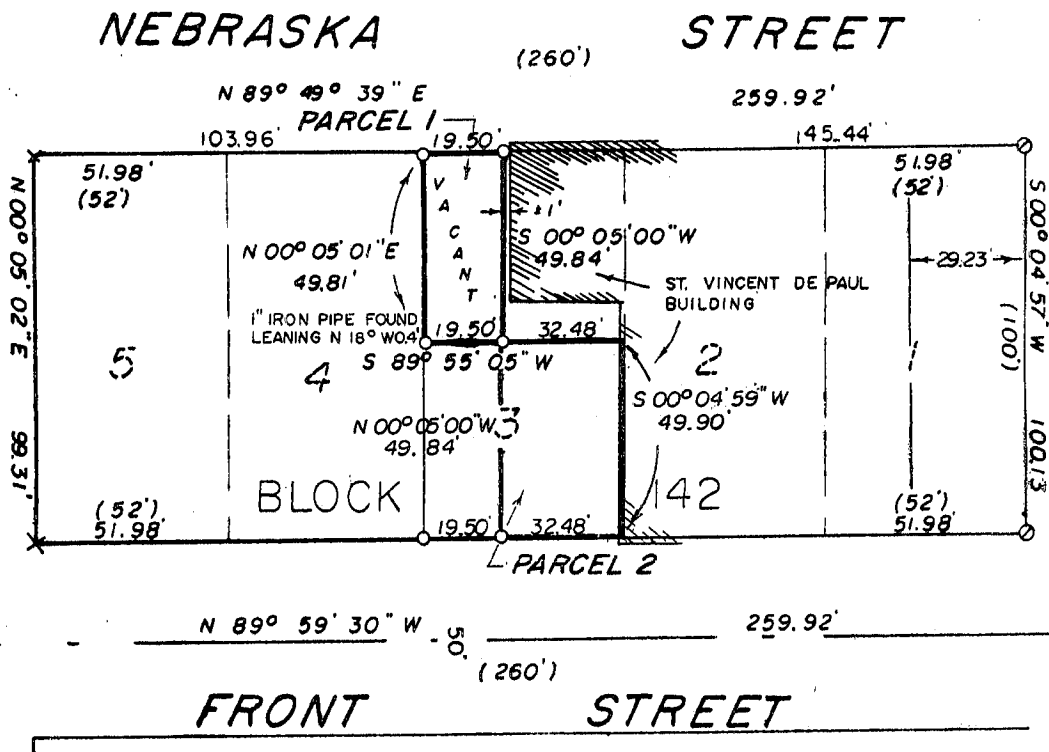 NEBRASKA STREET
(260')
N 89° 49° 39" E
259.92'
PARCEL 1
103.96'
19.50'
145.44'
51.98'
(52')
51.98'
(52')
VACANT
±1'
N 00° 05' 02" E
99.31'
S 00° 04' 57" W
(100')
100.13
N 00° 05' 01" E
49.81'
S 00° 05' 00" W
49.84'
29.23'
ST. VINCENT DE PAUL
BUILDING
1" IRON PIPE FOUND
LEANING N 18° W0.4'
19.50'
32.48'
S 89° 55' 05" W
5
4
3
2
1
S 00° 04' 59" W
49.90'
N 00° 05' 00" W
49.84'
BLOCK 142
(52')
51.98'
19.50'
32.48'
(52')
51.98'
PARCEL 2
N 89° 59' 30" W
259.92'
50'
(260')
FRONT STREET